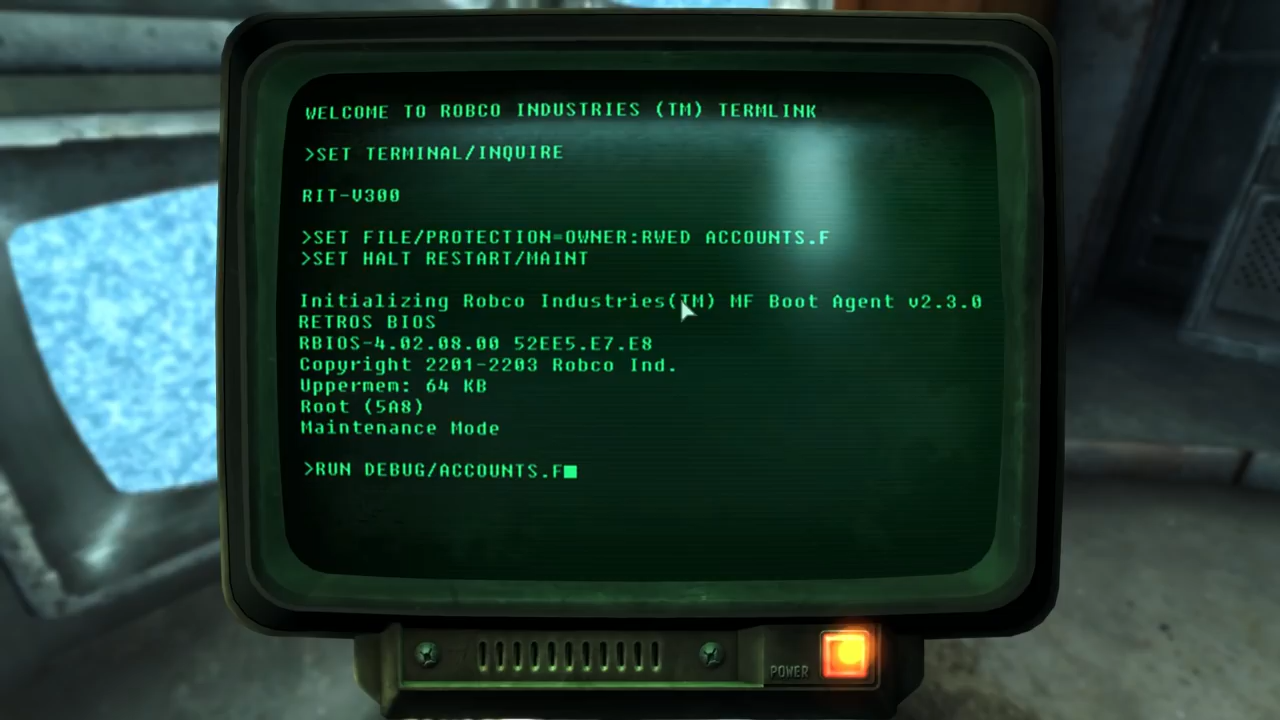 WELCOME TO ROBCO INDUSTRIES (TM) TERMLINK
>SET TERMINAL/INQUIRE
RIT-V300
>SET FILE/PROTECTION=OWNER:RWED ACCOUNTS.F
>SET HALT RESTART/MAINT
Initializing Robco Industries(TM) MF Boot Agent v2.3.0
RETROS BIOS
RBIOS-4.02.08.00 52EE5.E7.E8
Copyright 2201-2203 Robco Ind.
Uppermem: 64 KB
Root (5A8)
Maintenance Mode
>RUN DEBUG/ACCOUNTS.F
POWER